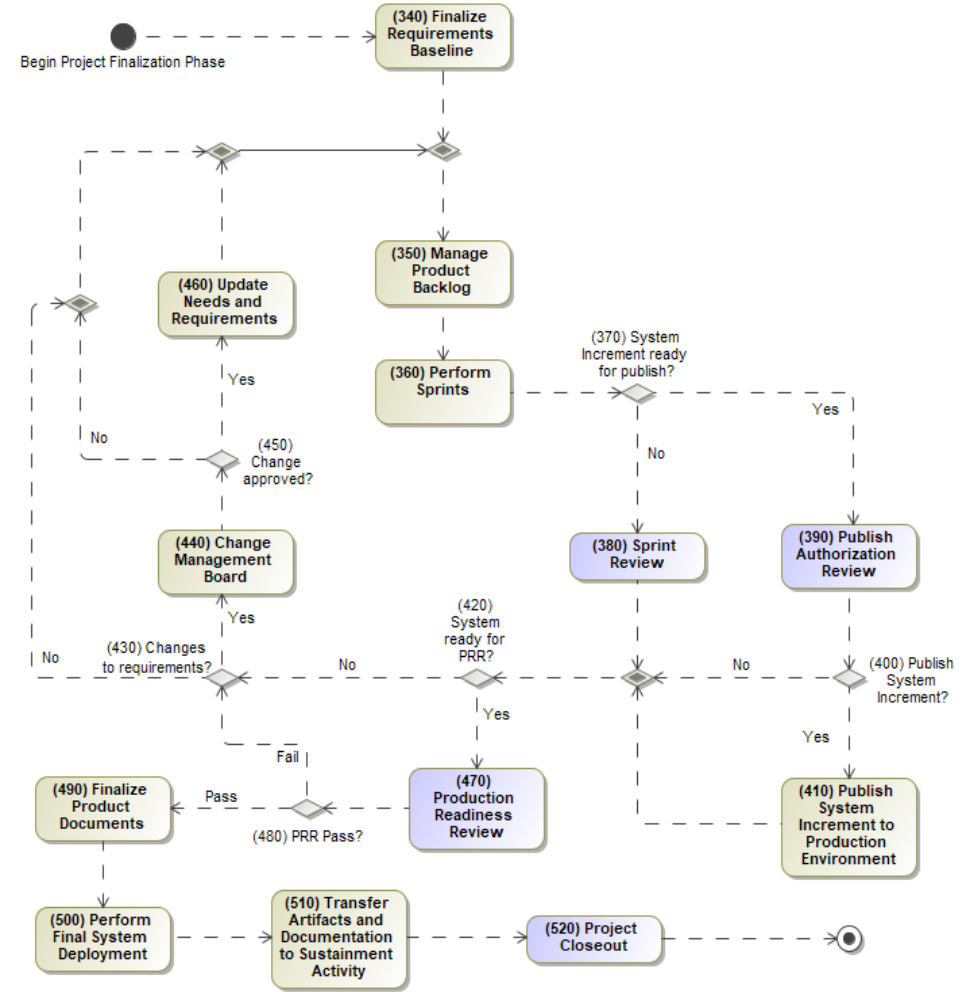 (340) Finalize
Requirements
Baseline
Begin Project Finalization Phase
(350) Manage
Product
Backlog
(460) Update
Needs and
Requirements
(370) System
Increment ready
for publish?
(360) Perform
Sprints
Yes
Yes
No
(450)
Change
approved?
No
(440) Change
Management
Board
(380) Sprint
Review
(390) Publish
Authorization
Review
Yes
(420)
System
ready for
PRR?
(430) Changes
to requirements?
No
No
No
(400) Publish
System
Increment?
Yes
Yes
Fail
(490) Finalize
Product
Documents
Pass
(480) PRR Pass?
(470)
Production
Readiness
Review
(410) Publish
System
Increment to
Production
Environment
(500) Perform
Final System
Deployment
(510) Transfer
Artifacts and
Documentation
to Sustainment
Activity
(520) Project
Closeout